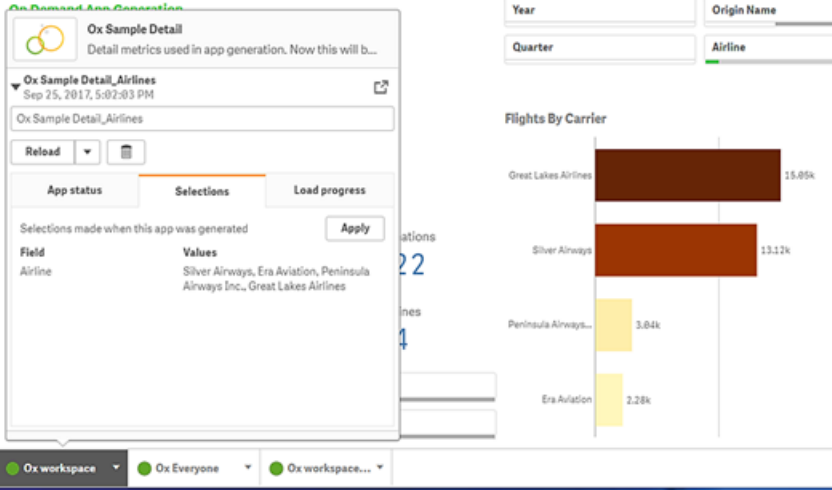 On Demand App Generation
Ox Sample Detail
Detail metrics used in app generation. Now this will b...
Ox Sample Detail_Airlines
Sep 25, 2017, 5:02:03 PM
Ox Sample Detail_Airlines
Reload
App status
Selections
Load progress
Selections made when this app was generated
Apply
Field
Values
Airline
Silver Airways, Era Aviation, Peninsula
Airways Inc., Great Lakes Airlines
ations
22
ines
4
Year
Origin Name
Quarter
Airline
Flights By Carrier
Great Lakes Airlines
15.05k
Silver Airways
13.12k
Peninsula Airways...
3.04k
Era Aviation
2.28k
Ox workspace
Ox Everyone
Ox workspace...